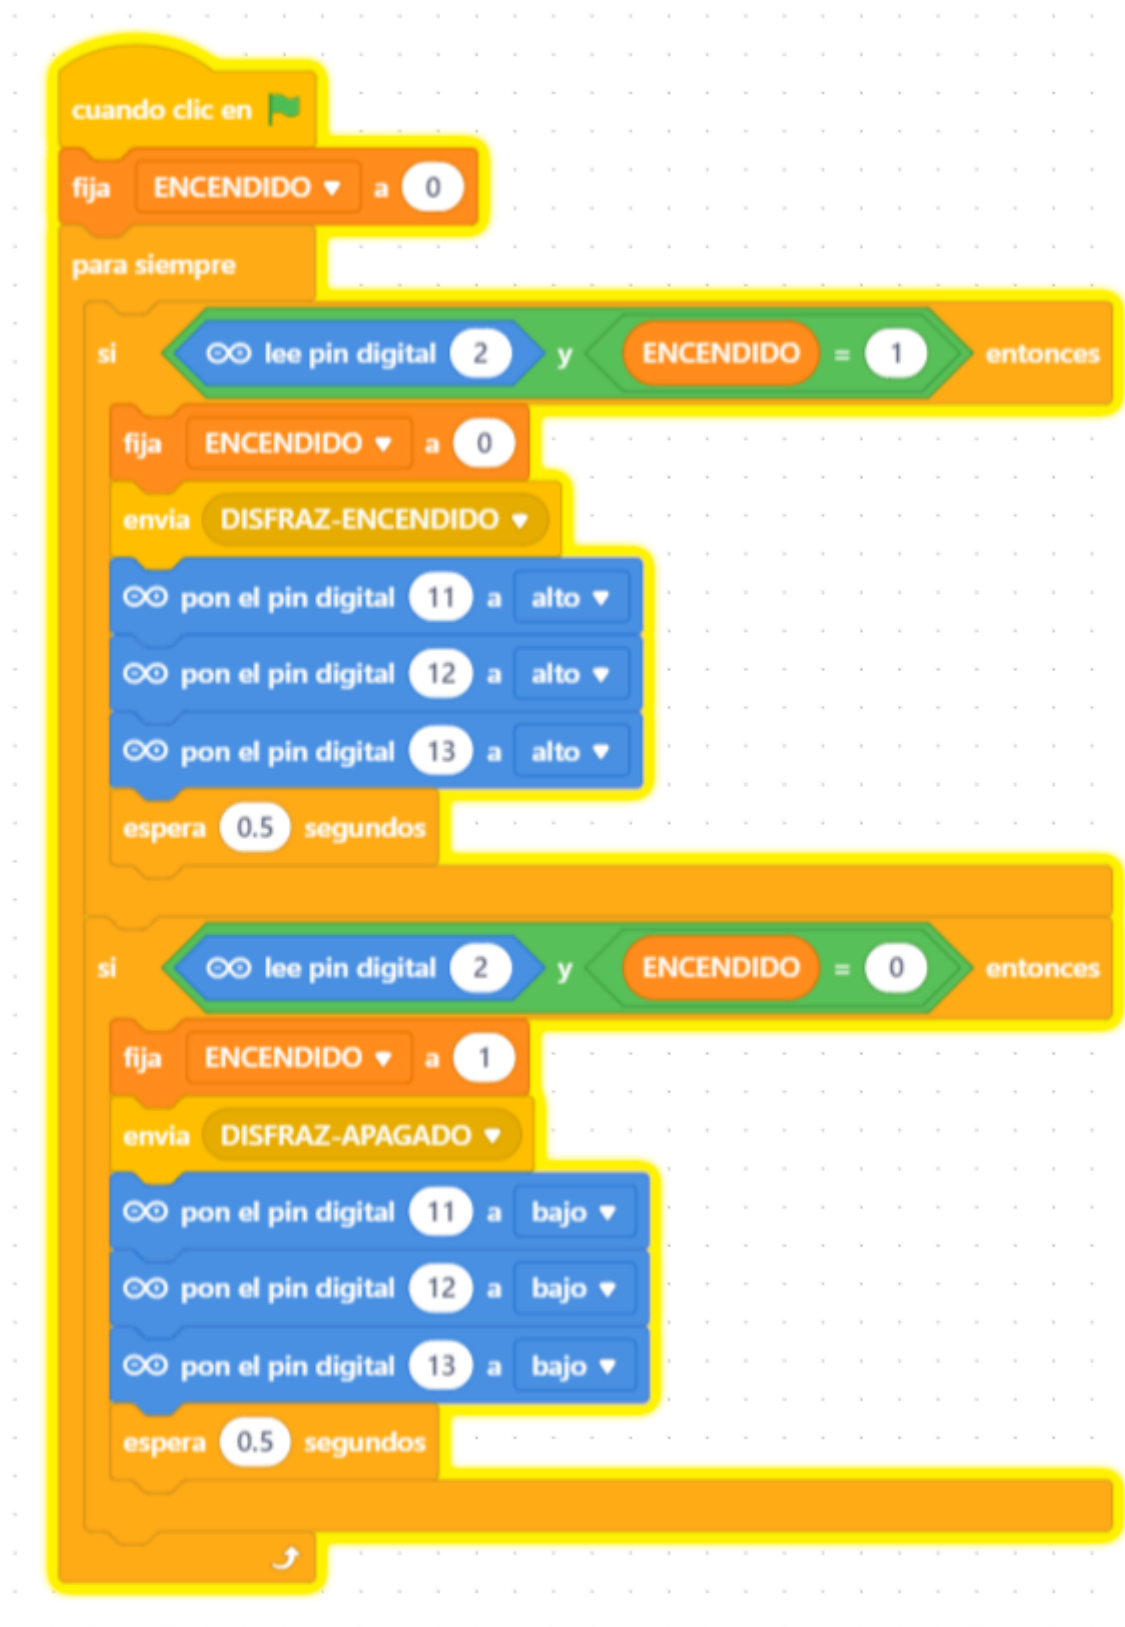 cuando clic en
fija ENCENDIDO a 0
para siempre
si lee pin digital 2 y ENCENDIDO = 1 entonces
fija ENCENDIDO a 0
envia DISFRAZ-ENCENDIDO
pon el pin digital 11 a alto
pon el pin digital 12 a alto
pon el pin digital 13 a alto
espera 0.5 segundos
si lee pin digital 2 y ENCENDIDO = 0 entonces
fija ENCENDIDO a 1
envia DISFRAZ-APAGADO
pon el pin digital 11 a bajo
pon el pin digital 12 a bajo
pon el pin digital 13 a bajo
espera 0.5 segundos